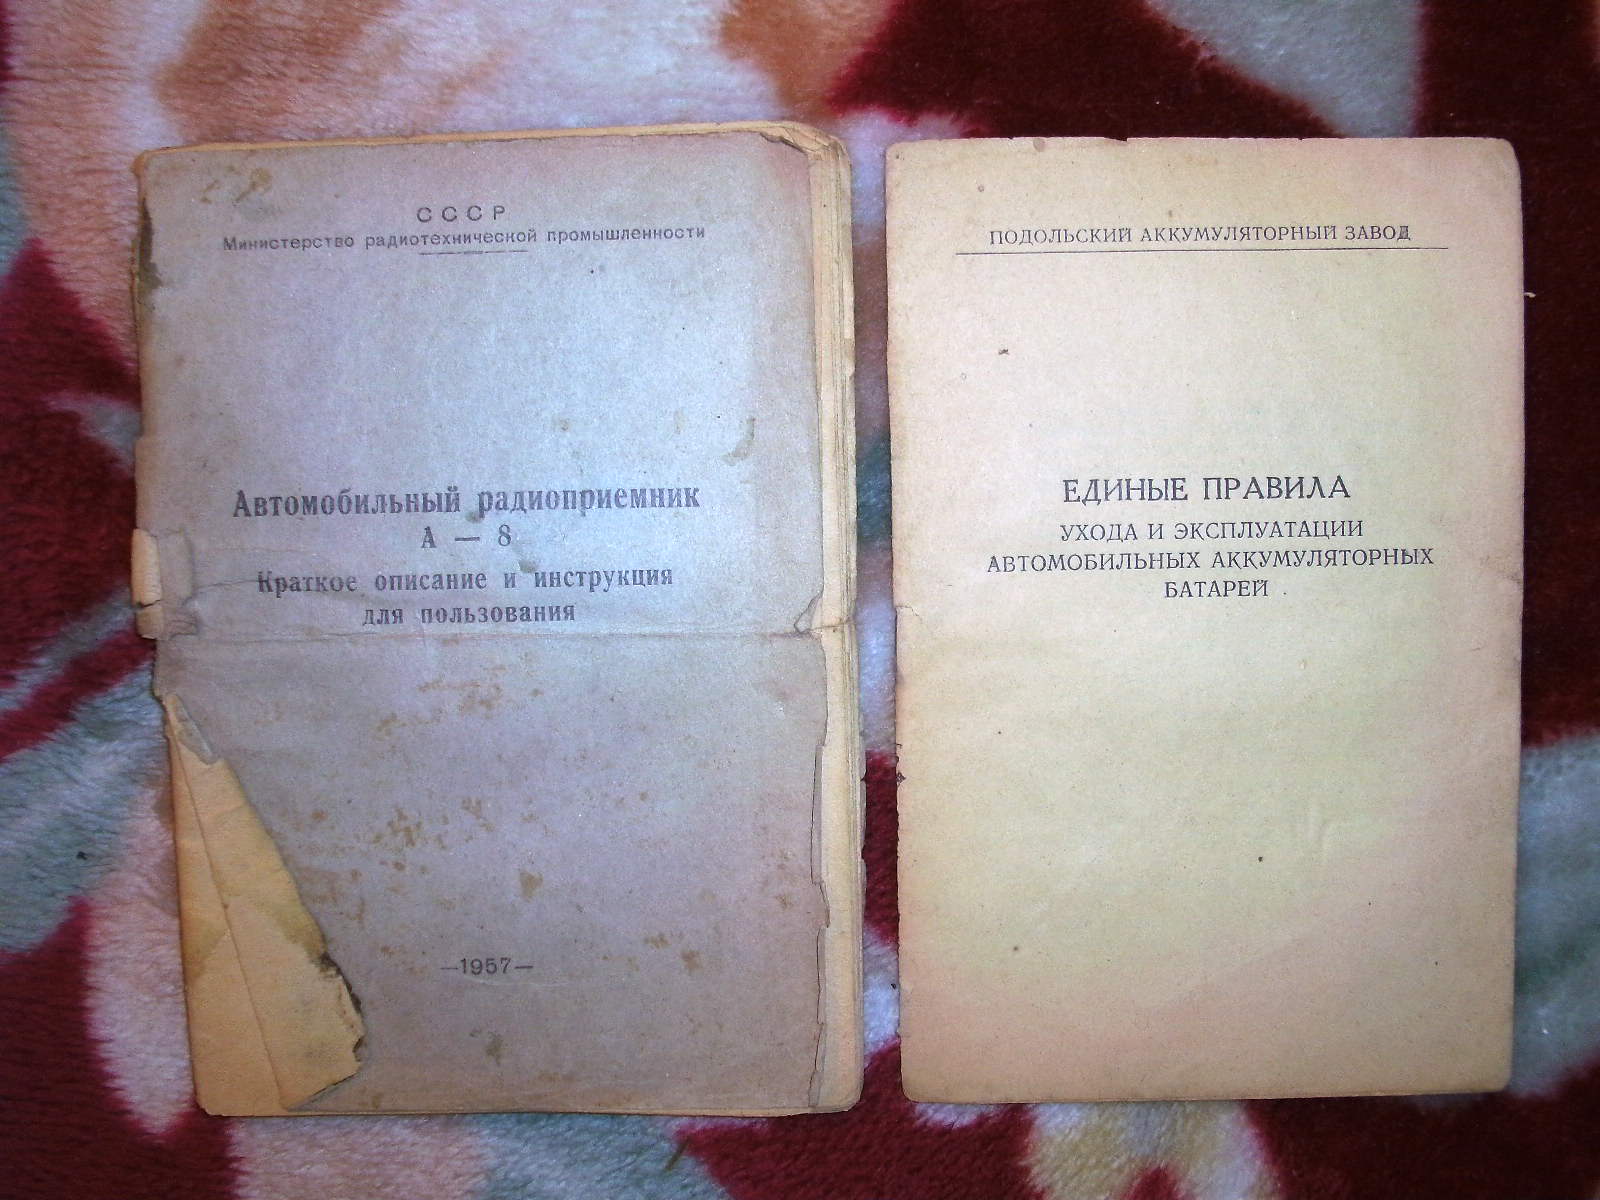 СССР
Министерство радиотехнической промышленности
Автомобильный радиоприемник
А — 8
Краткое описание и инструкция
для пользования
—1957—
ПОДОЛЬСКИЙ АККУМУЛЯТОРНЫЙ ЗАВОД
ЕДИНЫЕ ПРАВИЛА
УХОДА И ЭКСПЛУАТАЦИИ
АВТОМОБИЛЬНЫХ АККУМУЛЯТОРНЫХ
БАТАРЕЙ